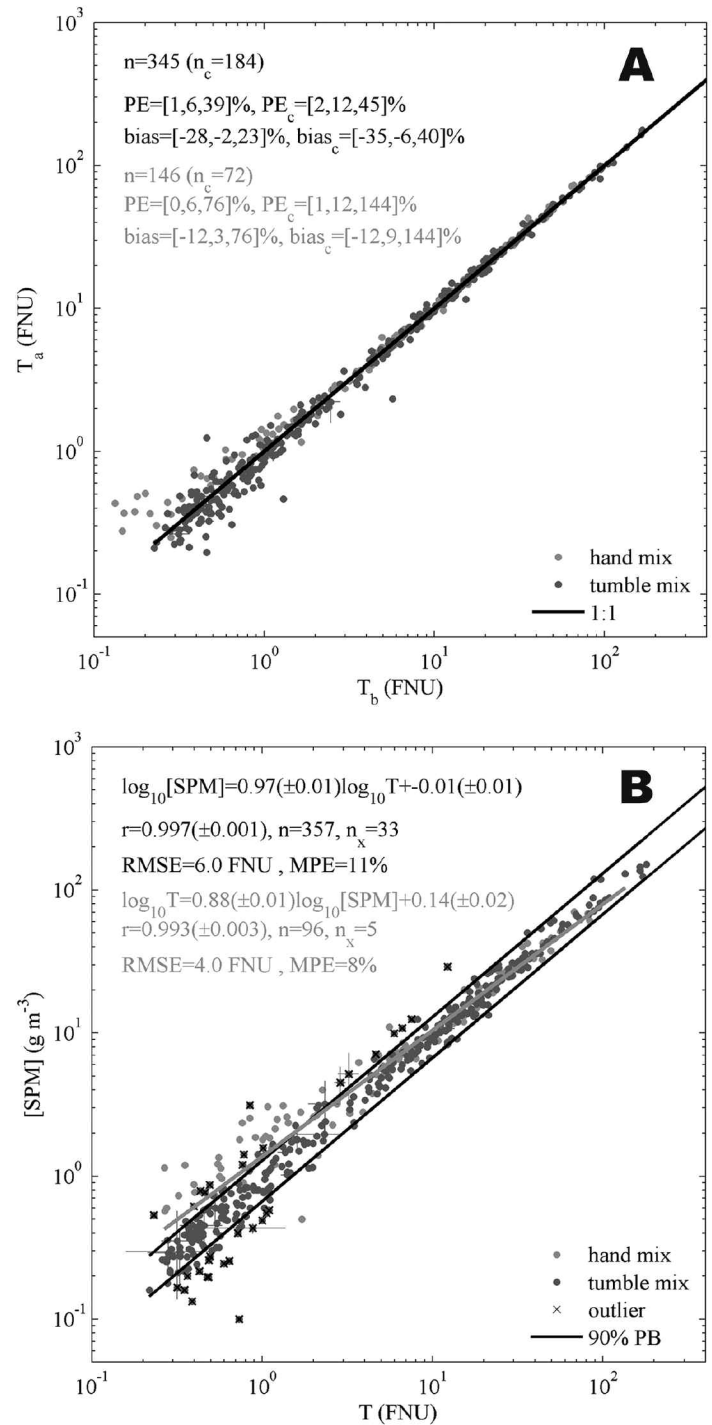 A
n=345 (n_c=184)
PE=[1,6,39]%, PE_c=[2,12,45]%
bias=[-28,-2,23]%, bias_c=[-35,-6,40]%
n=146 (n_c=72)
PE=[0,6,76]%, PE_c=[1,12,144]%
bias=[-12,3,76]%, bias_c=[-12,9,144]%
10^3
10^2
10^1
10^0
10^-1
T_a (FNU)
hand mix
tumble mix
1:1
10^-1 10^0 10^1 10^2
T_b (FNU)
B
log_10[SPM]=0.97(±0.01)log_10T+-0.01(±0.01)
r=0.997(±0.001), n=357, n_x=33
RMSE=6.0 FNU , MPE=11%
log_10T=0.88(±0.01)log_10[SPM]+0.14(±0.02)
r=0.993(±0.003), n=96, n_x=5
RMSE=4.0 FNU , MPE=8%
10^3
10^2
10^1
10^0
10^-1
[SPM] (g m^-3)
hand mix
tumble mix
outlier
90% PB
10^-1 10^0 10^1 10^2
T (FNU)